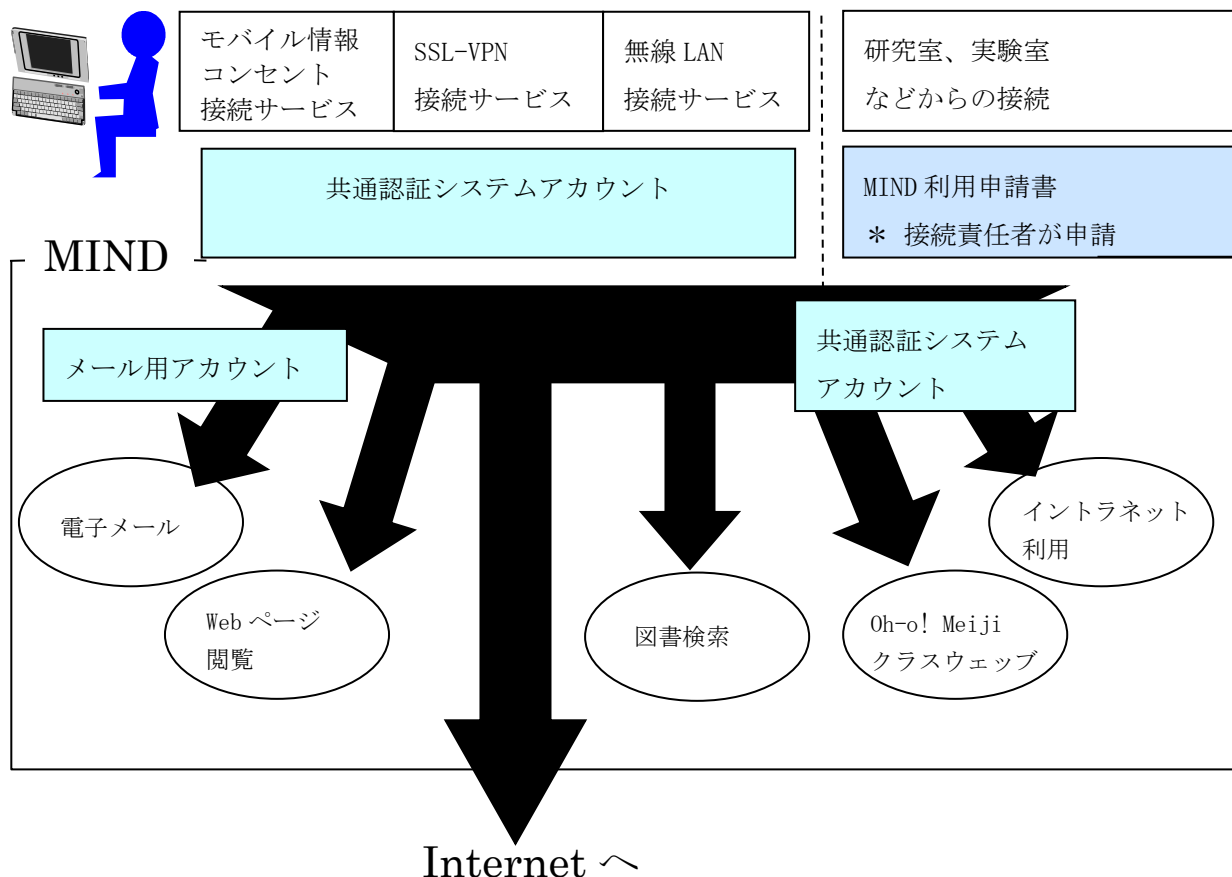 モバイル情報
コンセント
接続サービス
SSL-VPN
接続サービス
無線 LAN
接続サービス
研究室、実験室
などからの接続
共通認証システムアカウント
MIND 利用申請書
＊ 接続責任者が申請
MIND
メール用アカウント
共通認証システム
アカウント
電子メール
Web ページ
閲覧
図書検索
Oh-o! Meiji
クラスウェッブ
イントラネット
利用
Internet へ